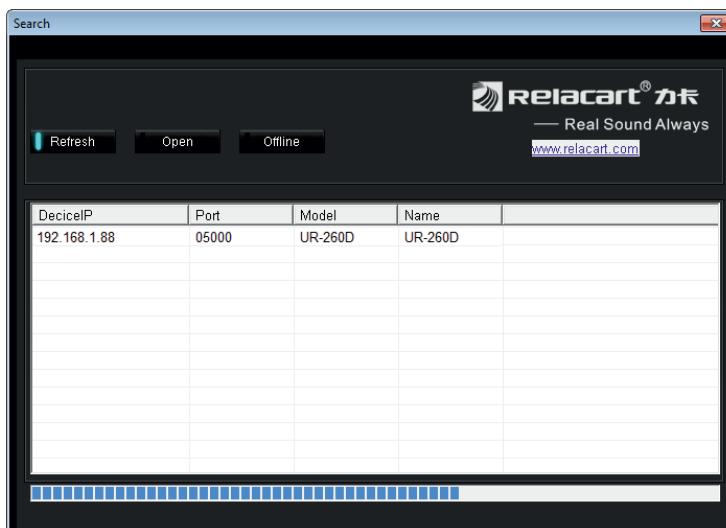 Search
Relacart® 力卡
— Real Sound Always
www.relacart.com
Refresh Open Offline
DeciceIP Port Model Name
192.168.1.88 05000 UR-260D UR-260D